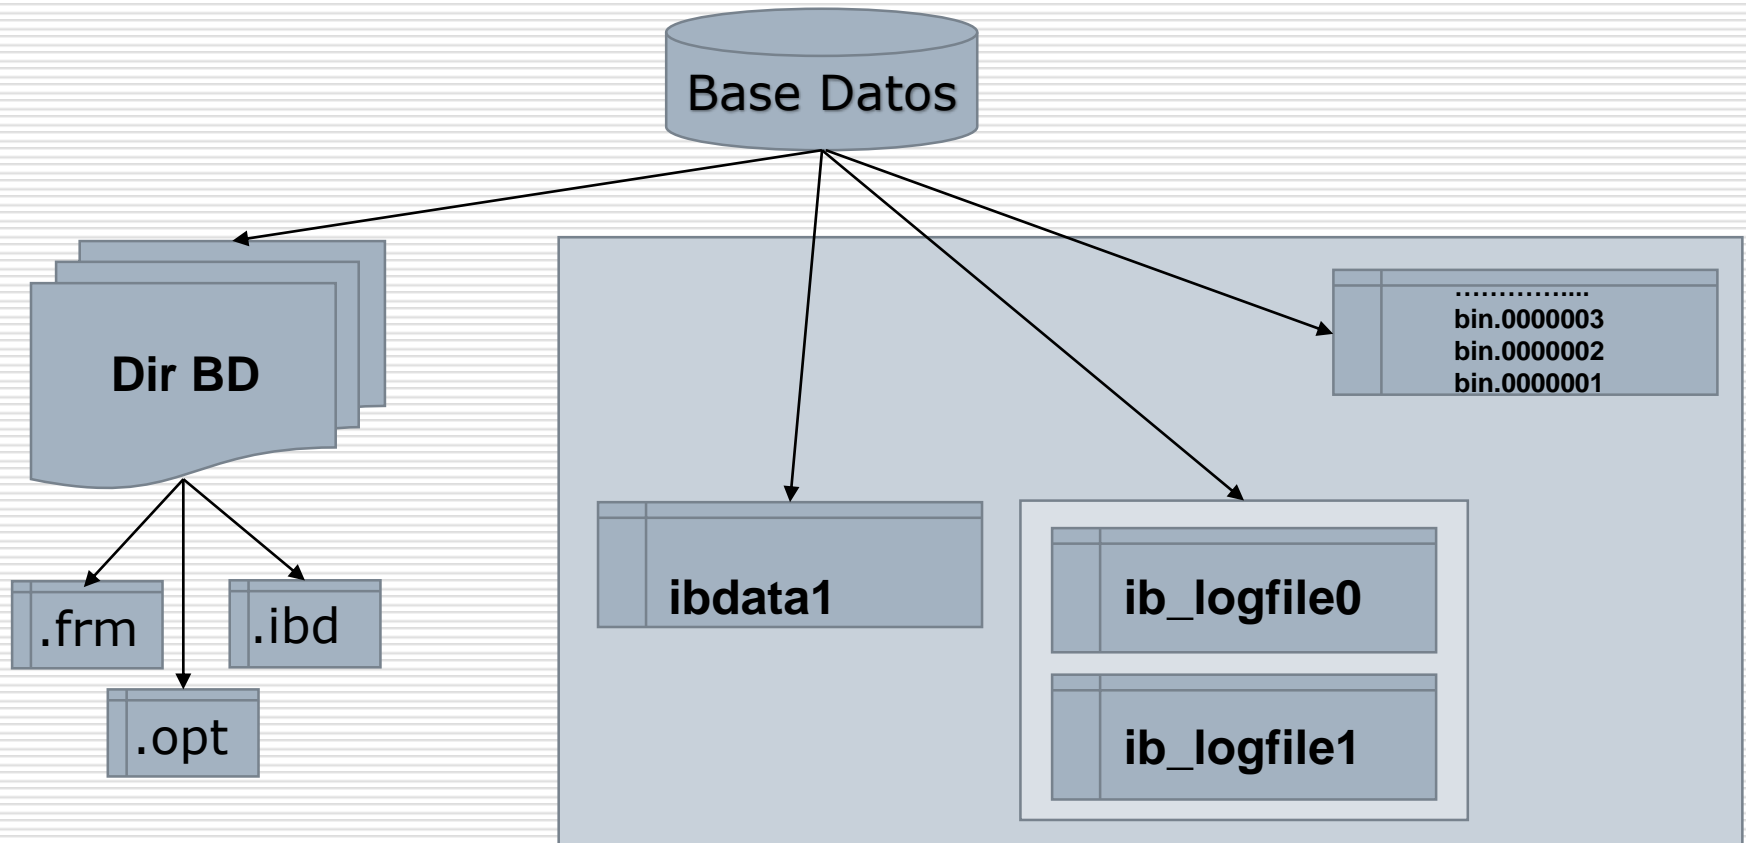 Base Datos
Dir BD
.frm
.ibd
.opt
…………....
bin.0000003
bin.0000002
bin.0000001
ibdata1
ib_logfile0
ib_logfile1